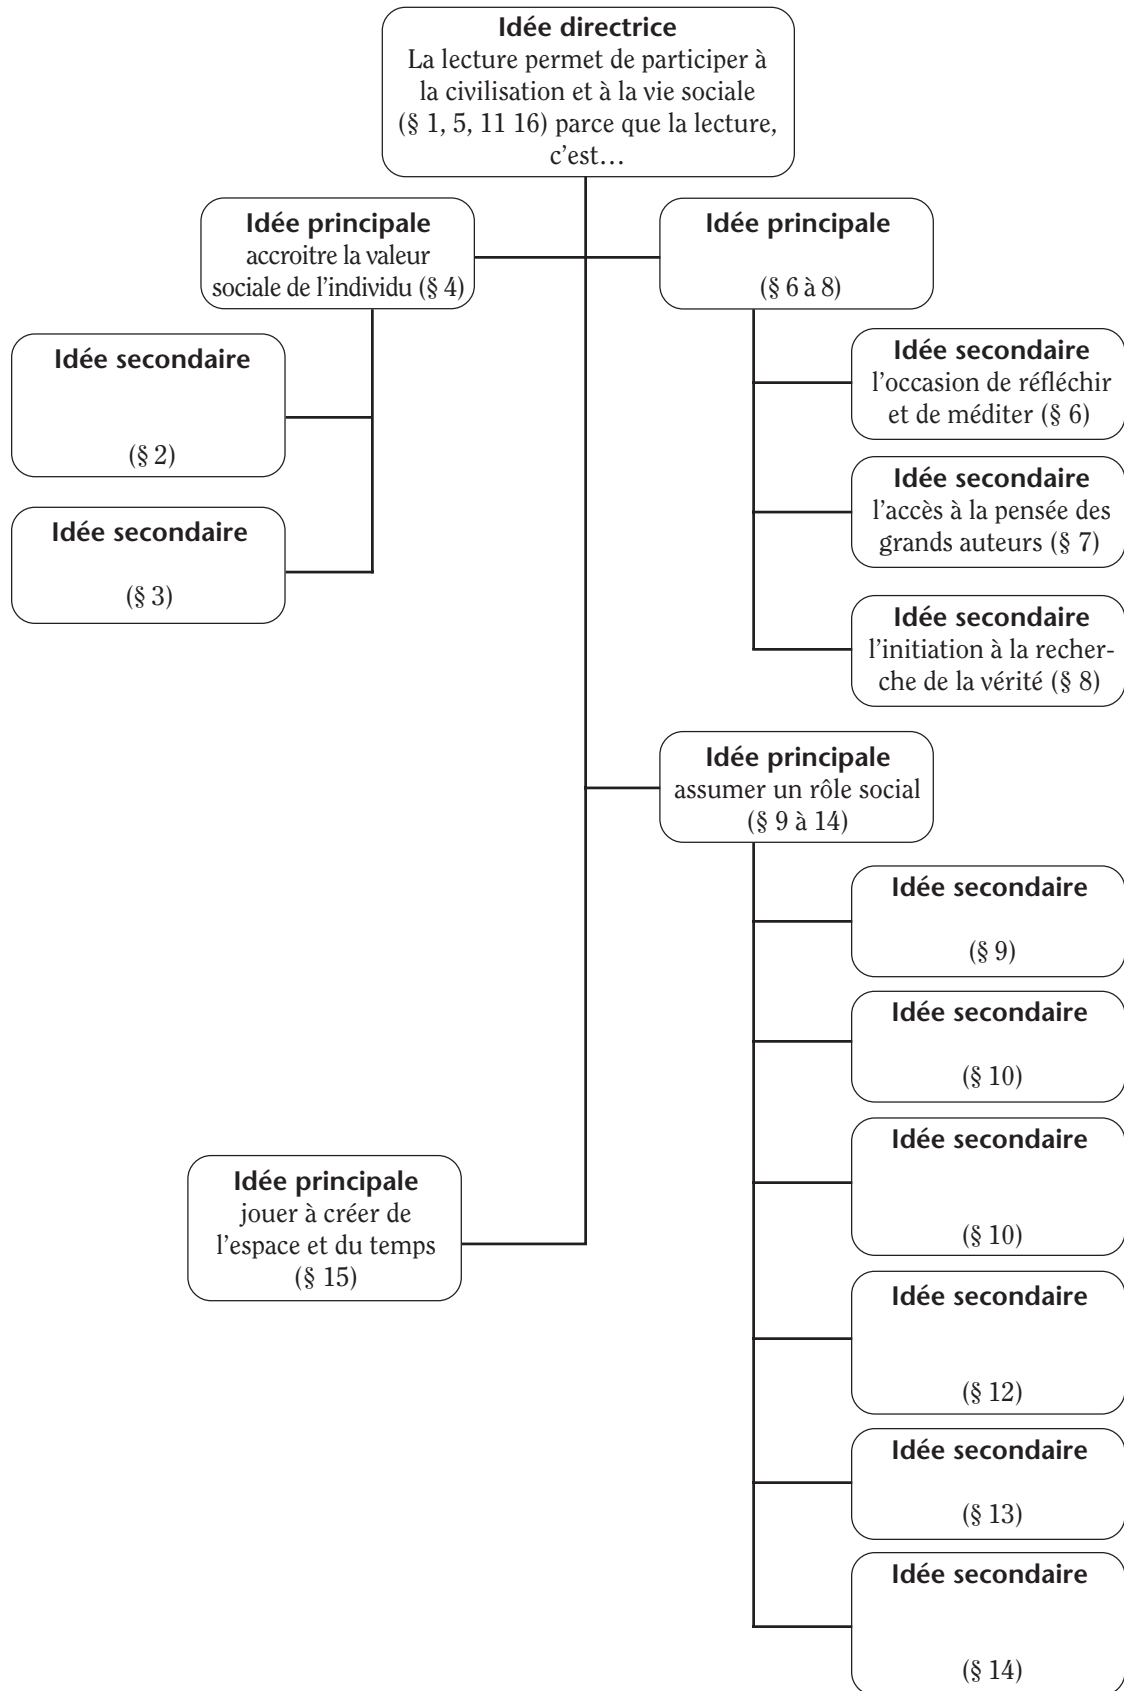 Idée directrice
La lecture permet de participer à
la civilisation et à la vie sociale
(§ 1, 5, 11 16) parce que la lecture,
c’est…
Idée principale
accroitre la valeur
sociale de l’individu (§ 4)
Idée principale
(§ 6 à 8)
Idée secondaire
(§ 2)
Idée secondaire
(§ 3)
Idée secondaire
l’occasion de réfléchir
et de méditer (§ 6)
Idée secondaire
l’accès à la pensée des
grands auteurs (§ 7)
Idée secondaire
l’initiation à la recher-
che de la vérité (§ 8)
Idée principale
assumer un rôle social
(§ 9 à 14)
Idée secondaire
(§ 9)
Idée secondaire
(§ 10)
Idée secondaire
(§ 10)
Idée principale
jouer à créer de
l’espace et du temps
(§ 15)
Idée secondaire
(§ 12)
Idée secondaire
(§ 13)
Idée secondaire
(§ 14)